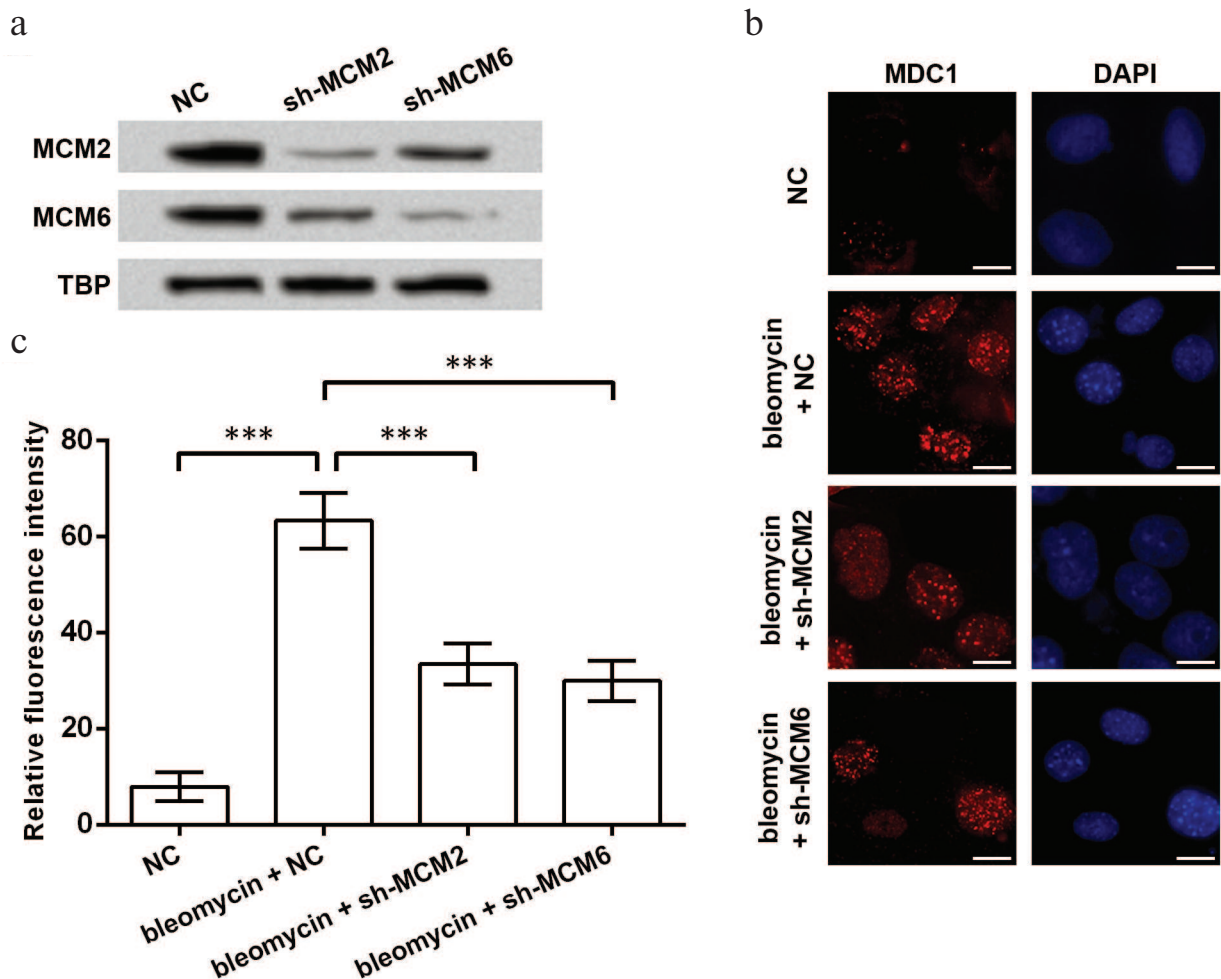 a
NC
sh-MCM2
sh-MCM6
MCM2
MCM6
TBP
b
MDC1
DAPI
NC
bleomycin
+ NC
bleomycin
+ sh-MCM2
bleomycin
+ sh-MCM6
c
***
***
***
Relative fluorescence intensity
80
60
40
20
0
NC
bleomycin + NC
bleomycin + sh-MCM2
bleomycin + sh-MCM6